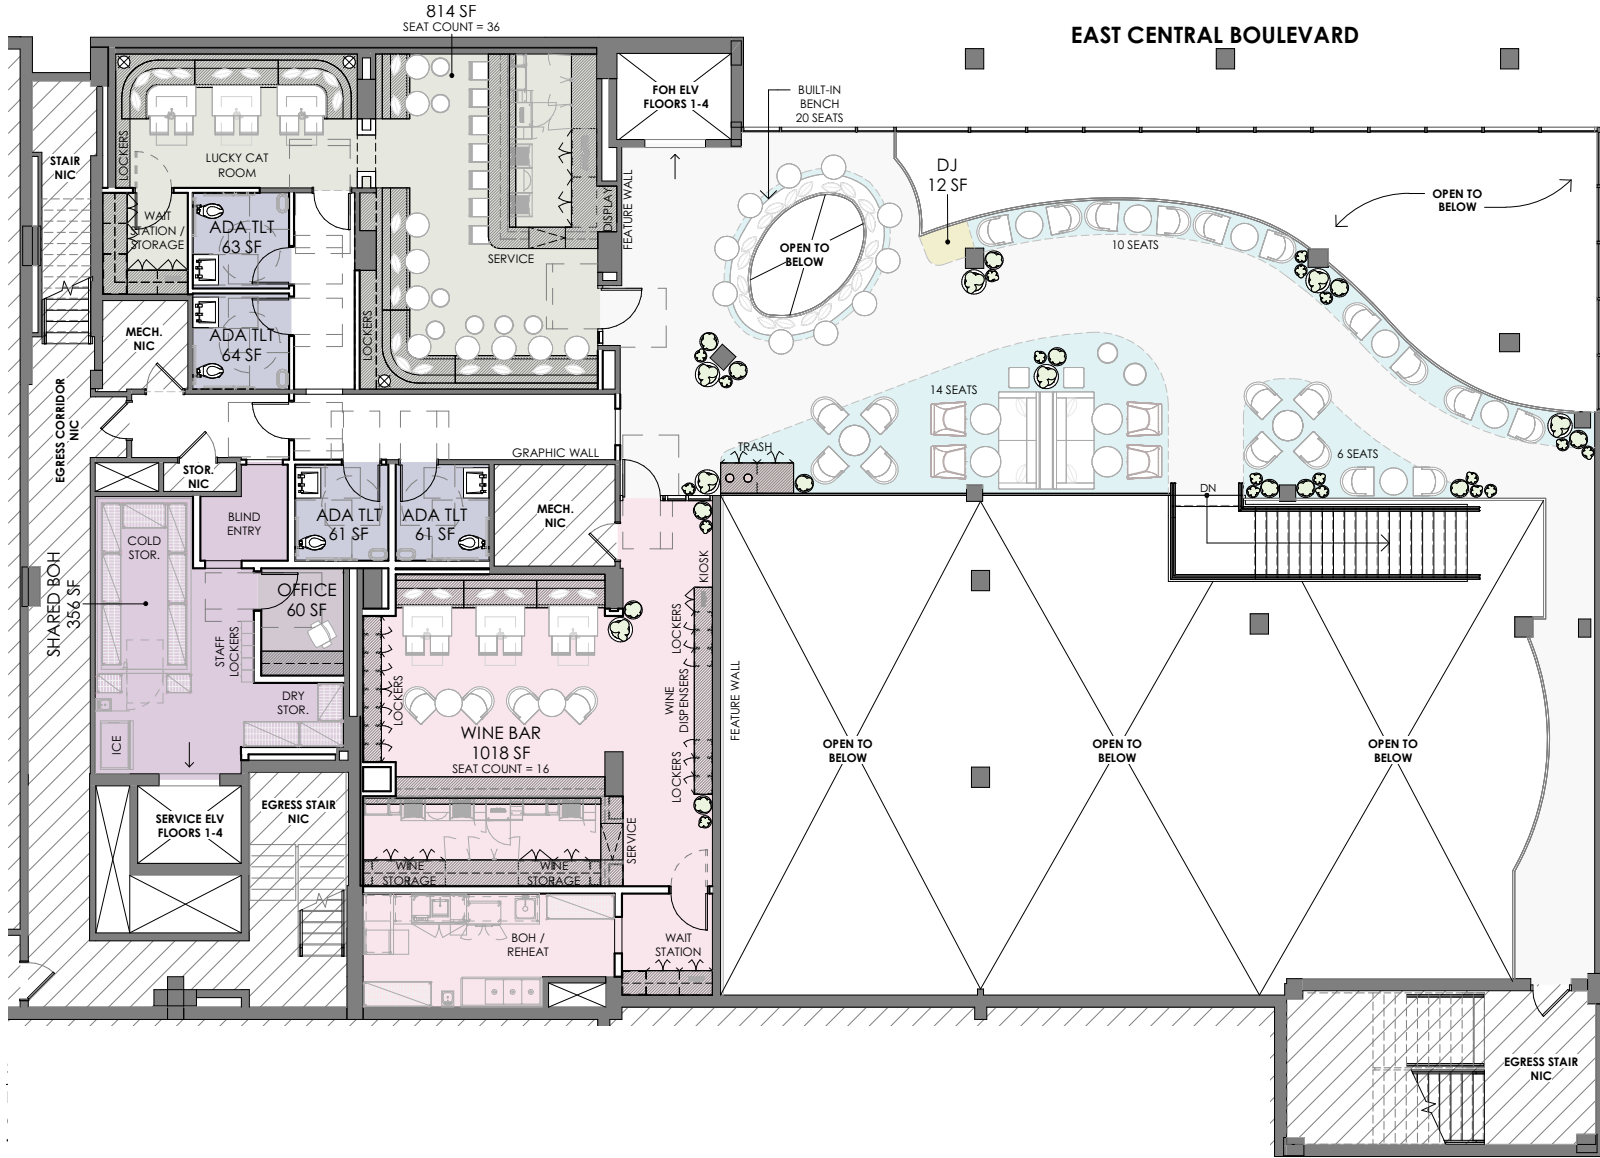 814 SF
SEAT COUNT = 36
EAST CENTRAL BOULEVARD
FOH ELV
FLOORS 1-4
BUILT-IN
BENCH
20 SEATS
STAIR
NIC
LOCKERS
LUCKY CAT
ROOM
DJ
12 SF
OPEN TO
BELOW
WAIT
STATION /
STORAGE
ADA TLT
63 SF
DISPLAY
FEATURE WALL
SERVICE
OPEN TO
BELOW
10 SEATS
MECH.
NIC
ADA TLT
64 SF
LOCKERS
EGRESS CORRIDOR
NIC
14 SEATS
GRAPHIC WALL
TRASH
6 SEATS
STOR.
NIC
DN
BLIND
ENTRY
ADA TLT
61 SF
ADA TLT
61 SF
MECH.
NIC
COLD
STOR.
SHARED BOH
356 SF
OFFICE
60 SF
KIOSK
STAFF
LOCKERS
LOCKERS
DRY
STOR.
LOCKERS
WINE
DISPENSERS
FEATURE WALL
ICE
WINE BAR
1018 SF
SEAT COUNT = 16
LOCKERS
OPEN TO
BELOW
OPEN TO
BELOW
OPEN TO
BELOW
SERVICE ELV
FLOORS 1-4
EGRESS STAIR
NIC
SERVICE
WINE
STORAGE
WINE
STORAGE
BOH /
REHEAT
WAIT
STATION
EGRESS STAIR
NIC